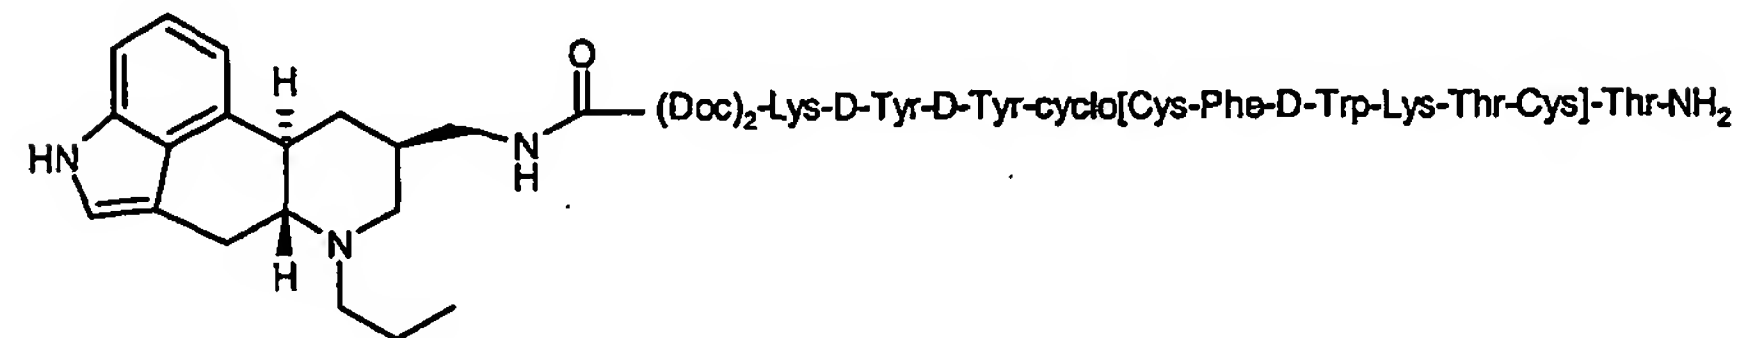 O
H
(Doc)2-Lys-D-Tyr-D-Tyr-cyclo[Cys-Phe-D-Trp-Lys-Thr-Cys]-Thr-NH2
HN
N
H
N
H